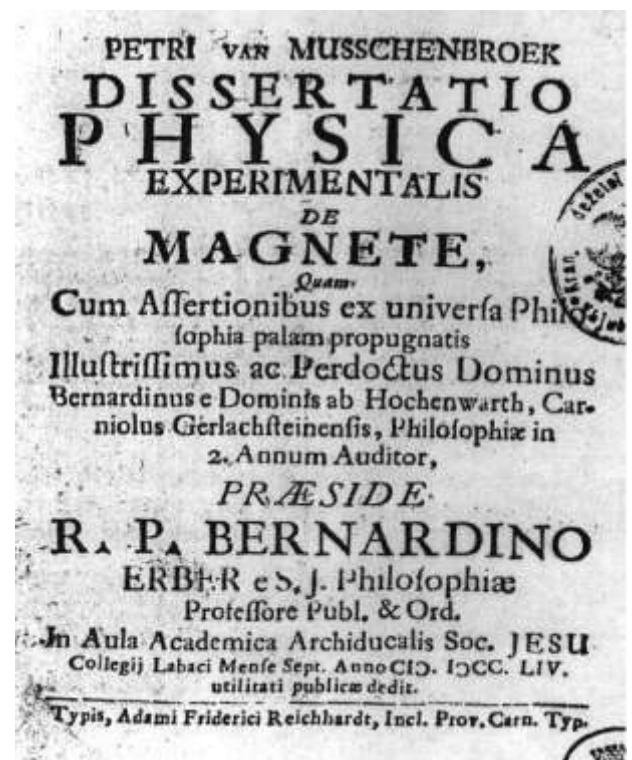 PETRI VAN MUSSCHENBROEK
DISSERTATIO
PHYSICA
EXPERIMENTALIS
DE
MAGNETE,
Quam
Cum Aſſertionibus ex univerſa Philo
ſophia palam propugnatis
Illuſtriſſimus ac Perdoctus Dominus
Bernardinus e Dominis ab Hochenwarth, Car-
niolus Gerlachſteinenſis, Philoſophiæ in
2. Annum Auditor,
PRÆSIDE
R. P. BERNARDINO
ERBER e S. J. Philoſophiæ
Profeſſore Publ. & Ord.
In Aula Academica Archiducalis Soc. JESU
Collegij Labaci Menſe Sept. Anno CIↃ. IↃCC. LIV.
utilitati publicæ dedit.
Typis, Adami Friderici Reichhardt, Incl. Prov. Carn. Typ.